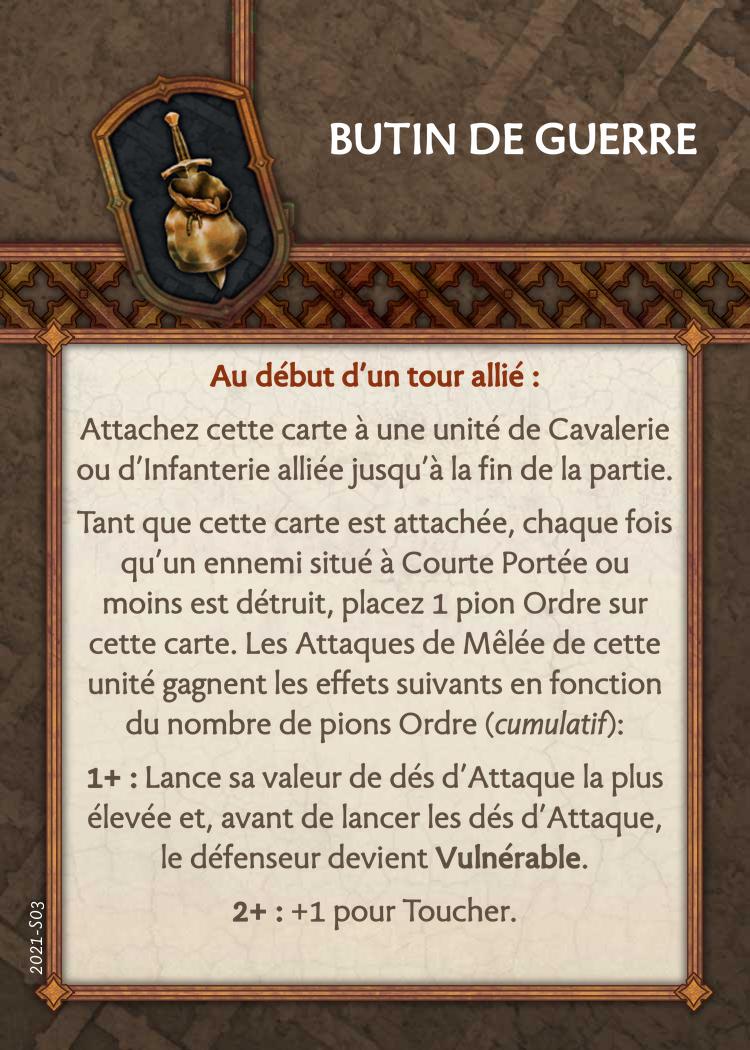 BUTIN DE GUERRE
Au début d'un tour allié :
Attachez cette carte à une unité de Cavalerie
ou d'Infanterie alliée jusqu'à la fin de la partie.
Tant que cette carte est attachée, chaque fois
qu'un ennemi situé à Courte Portée ou
moins est détruit, placez 1 pion Ordre sur
cette carte. Les Attaques de Mêlée de cette
unité gagnent les effets suivants en fonction
du nombre de pions Ordre (cumulatif):
1+ : Lance sa valeur de dés d'Attaque la plus
élevée et, avant de lancer les dés d'Attaque,
le défenseur devient Vulnérable.
2+ : +1 pour Toucher.
2021-S03